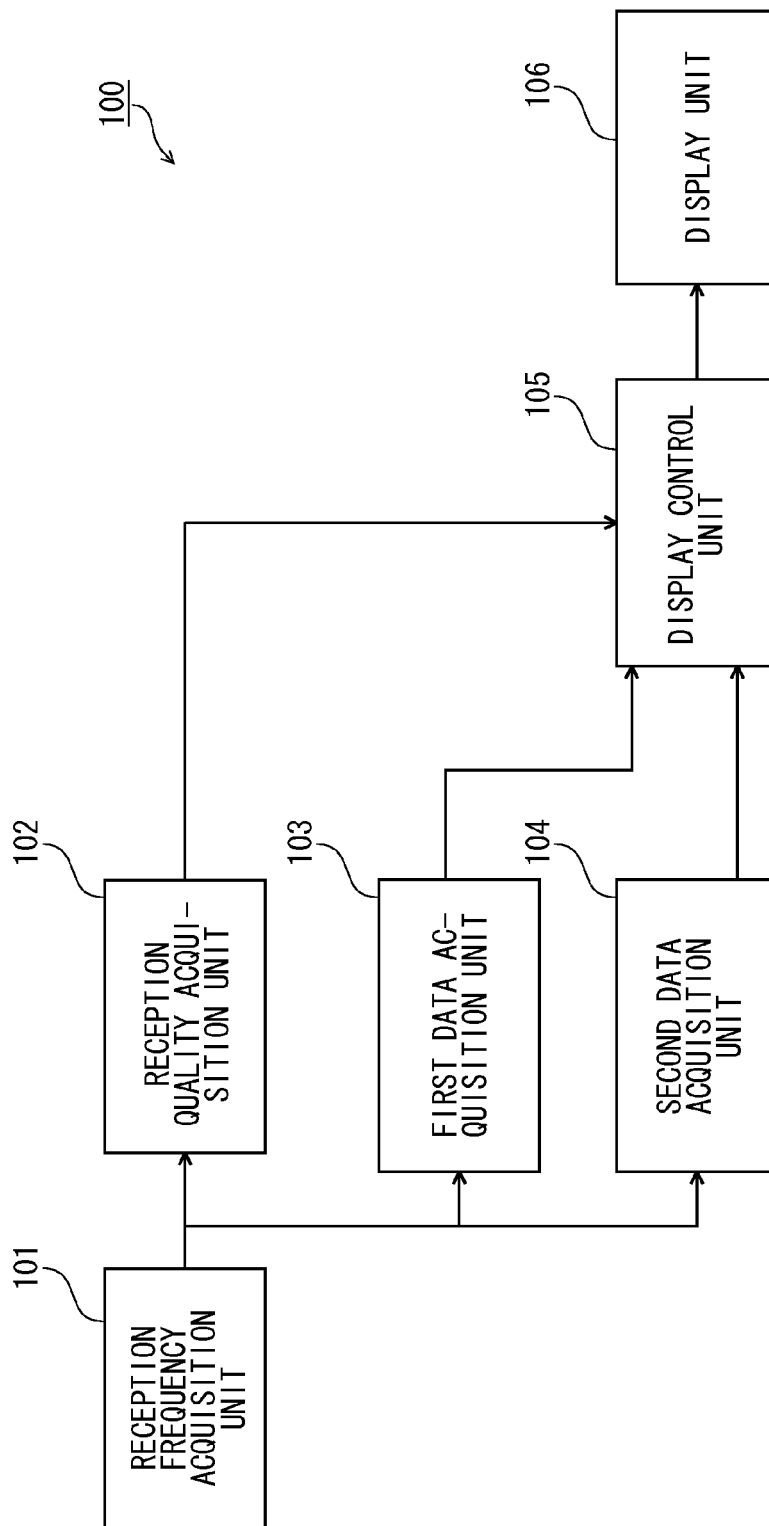 100
101
RECEPTION
FREQUENCY
ACQUISITION
UNIT
102
RECEPTION
QUALITY ACQUI-
SITION UNIT
103
FIRST DATA AC-
QUISITION UNIT
104
SECOND DATA
ACQUISITION
UNIT
105
DISPLAY CONTROL
UNIT
106
DISPLAY UNIT